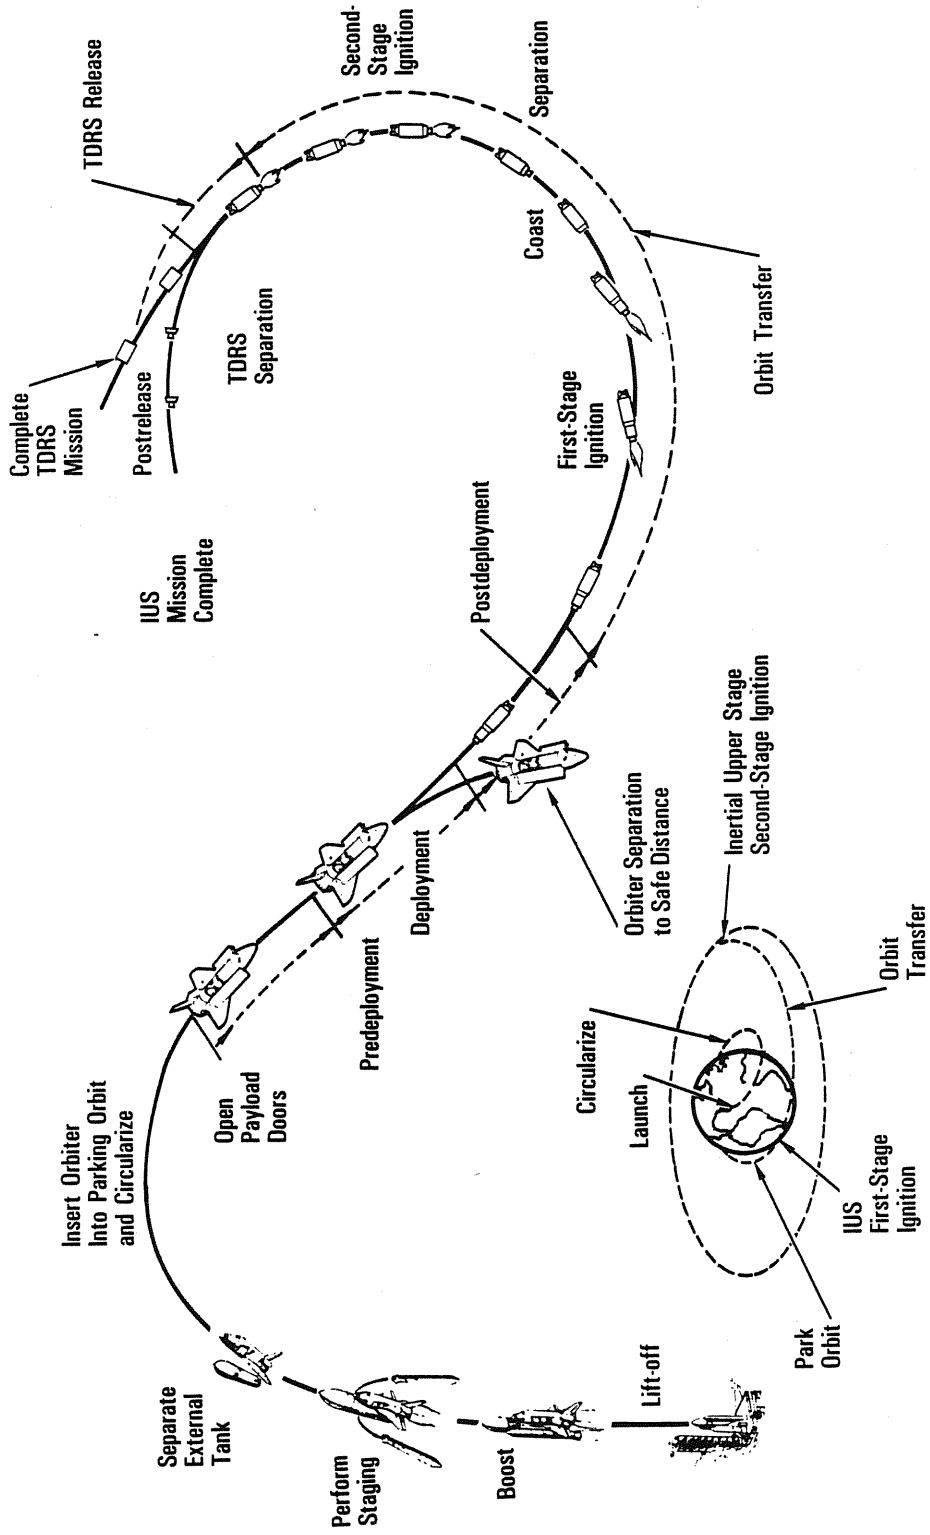 Lift-off
Boost
Perform
Staging
Separate
External
Tank
Insert Orbiter
Into Parking Orbit
and Circularize
Open
Payload
Doors
Predeployment
Deployment
Orbiter Separation
to Safe Distance
Postdeployment
First-Stage
Ignition
Orbit Transfer
Coast
Separation
Second-
Stage
Ignition
TDRS Release
TDRS
Separation
Complete
TDRS
Mission
Postrelease
IUS
Mission
Complete
Launch
Circularize
Park
Orbit
IUS
First-Stage
Ignition
Orbit
Transfer
Inertial Upper Stage
Second-Stage Ignition